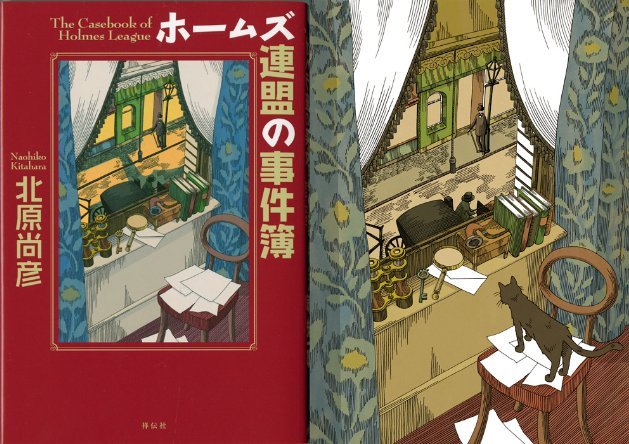 The Casebook of
Holmes League
ホームズ連盟の事件簿
Naohiko
Kitahara
北原尚彦
祥伝社